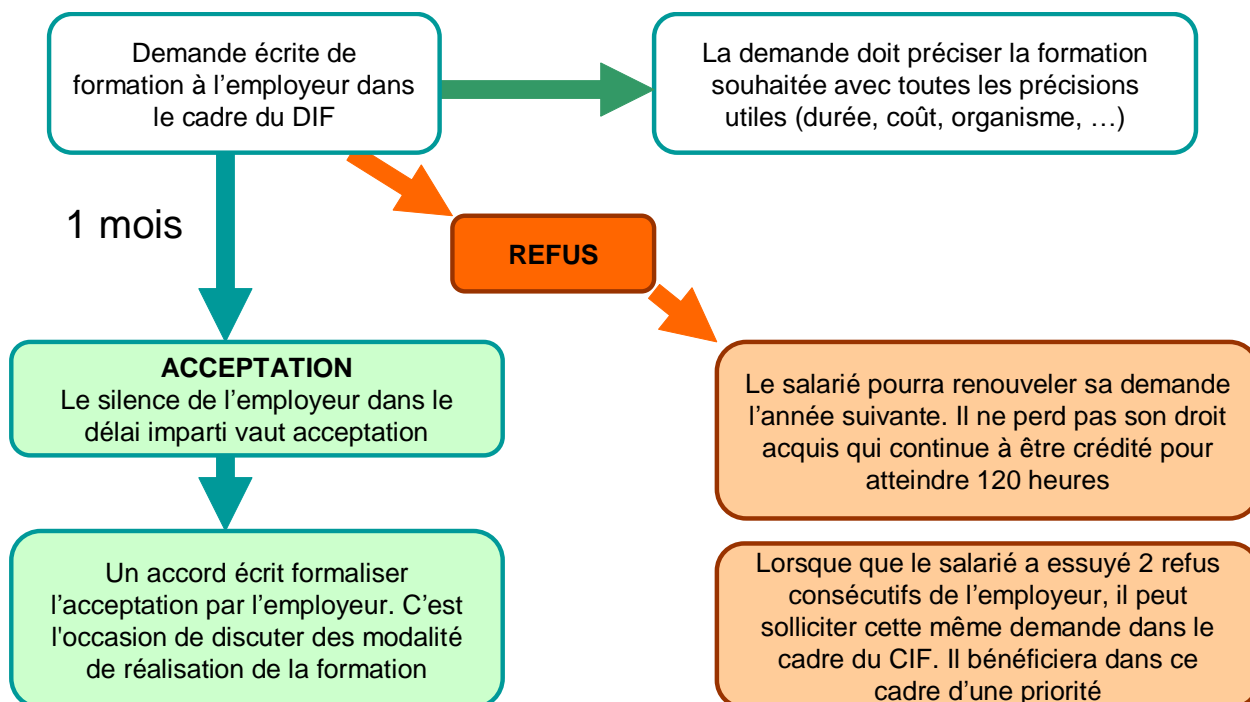 Demande écrite de
formation à l’employeur dans
le cadre du DIF
La demande doit préciser la formation
souhaitée avec toutes les précisions
utiles (durée, coût, organisme, …)
1 mois
REFUS
ACCEPTATION
Le silence de l’employeur dans le
délai imparti vaut acceptation
Le salarié pourra renouveler sa demande
l’année suivante. Il ne perd pas son droit
acquis qui continue à être crédité pour
atteindre 120 heures
Un accord écrit formaliser
l’acceptation par l’employeur. C’est
l'occasion de discuter des modalité
de réalisation de la formation
Lorsque que le salarié a essuyé 2 refus
consécutifs de l’employeur, il peut
solliciter cette même demande dans le
cadre du CIF. Il bénéficiera dans ce
cadre d’une priorité